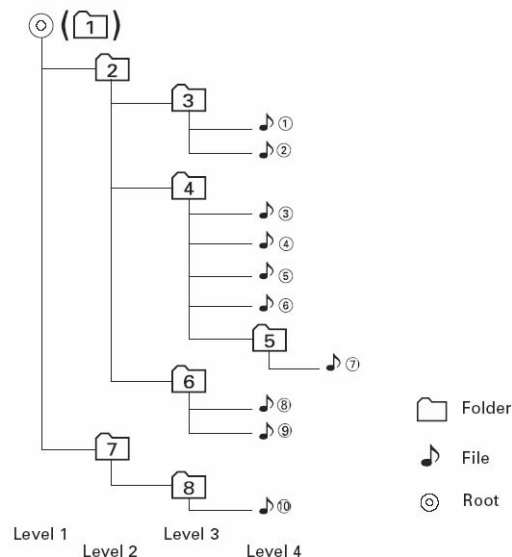 (1)
2
3
①
②
4
③
④
⑤
⑥
5
⑦
6
⑧
⑨
7
8
⑩
Folder
File
Root
Level 1
Level 2
Level 3
Level 4